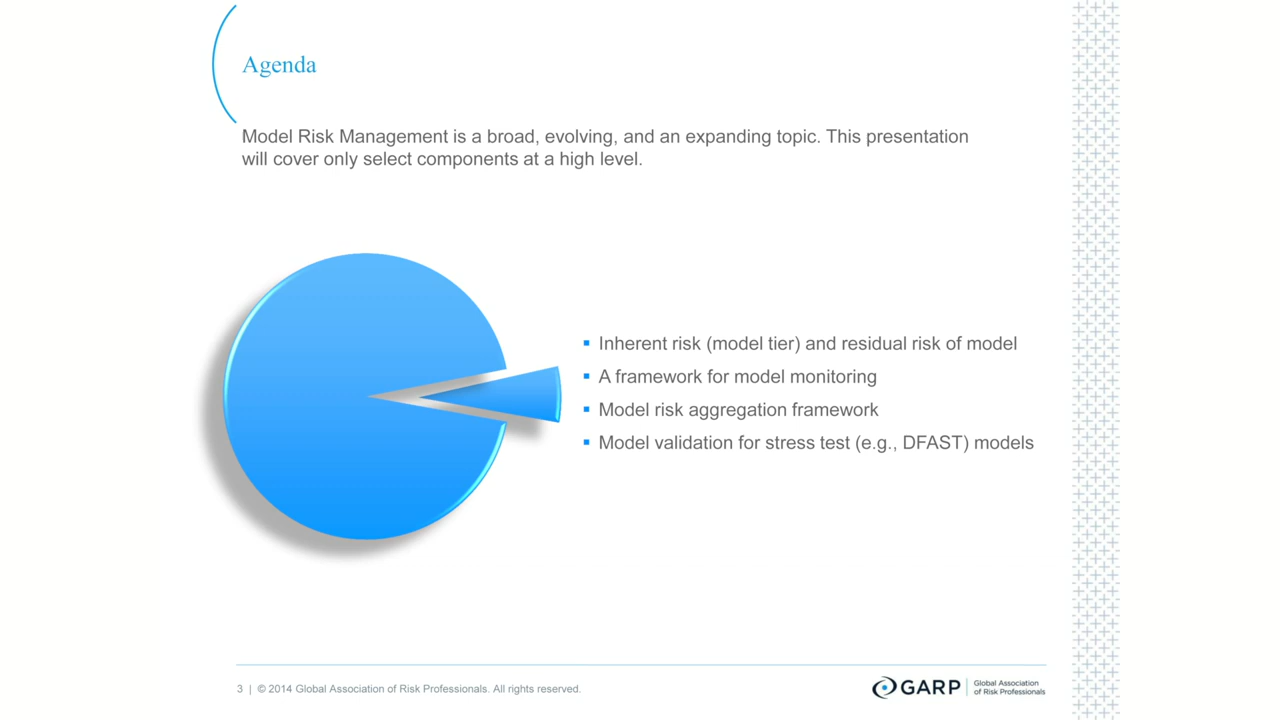 Agenda
Model Risk Management is a broad, evolving, and an expanding topic. This presentation
will cover only select components at a high level.
▪ Inherent risk (model tier) and residual risk of model
▪ A framework for model monitoring
▪ Model risk aggregation framework
▪ Model validation for stress test (e.g., DFAST) models
3 | © 2014 Global Association of Risk Professionals. All rights reserved.
GARP
Global Association
of Risk Professionals